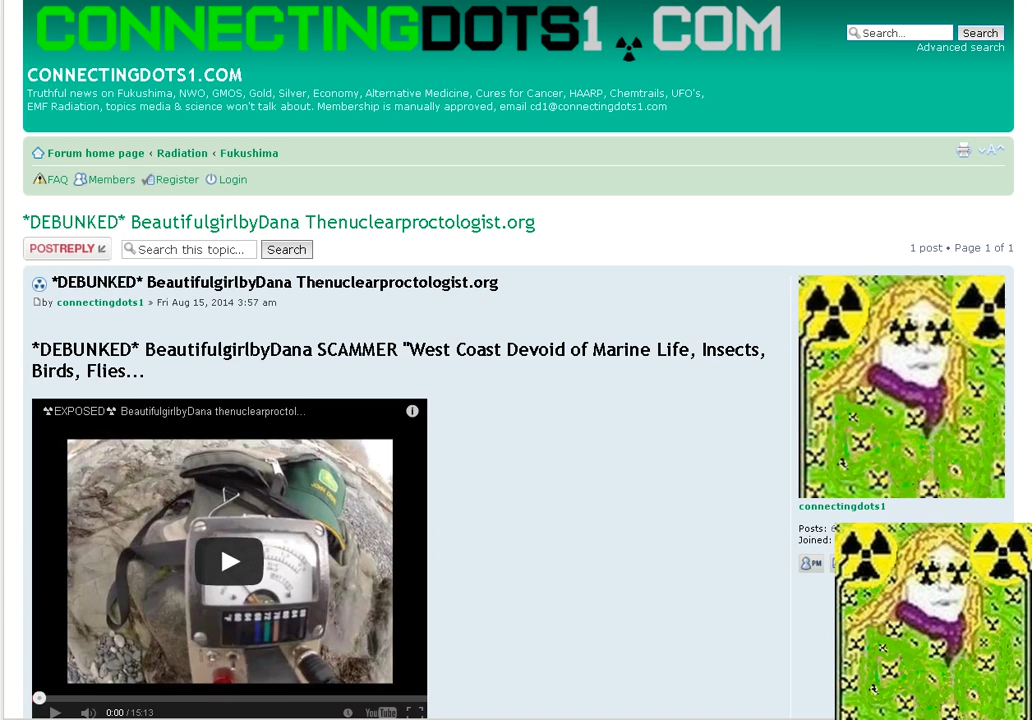 CONNECTINGDOTS1.COM
Search...
Search
Advanced search
CONNECTINGDOTS1.COM
Truthful news on Fukushima, NWO, GMOS, Gold, Silver, Economy, Alternative Medicine, Cures for Cancer, HAARP, Chemtrails, UFO's,
EMF Radiation, topics media & science won't talk about. Membership is manually approved, email cd1@connectingdots1.com
Forum home page ‹ Radiation ‹ Fukushima
FAQ Members Register Login
*DEBUNKED* BeautifulgirlbyDana Thenuclearproctologist.org
POSTREPLY Search this topic... Search 1 post • Page 1 of 1
*DEBUNKED* BeautifulgirlbyDana Thenuclearproctologist.org
by connectingdots1 » Fri Aug 15, 2014 3:57 am
*DEBUNKED* BeautifulgirlbyDana SCAMMER "West Coast Devoid of Marine Life, Insects,
Birds, Flies...
☢EXPOSED☢ BeautifulgirlbyDana thenuclearproctol...
connectingdots1
Posts:
Joined:
PM
0:00 / 15:13
YouTube